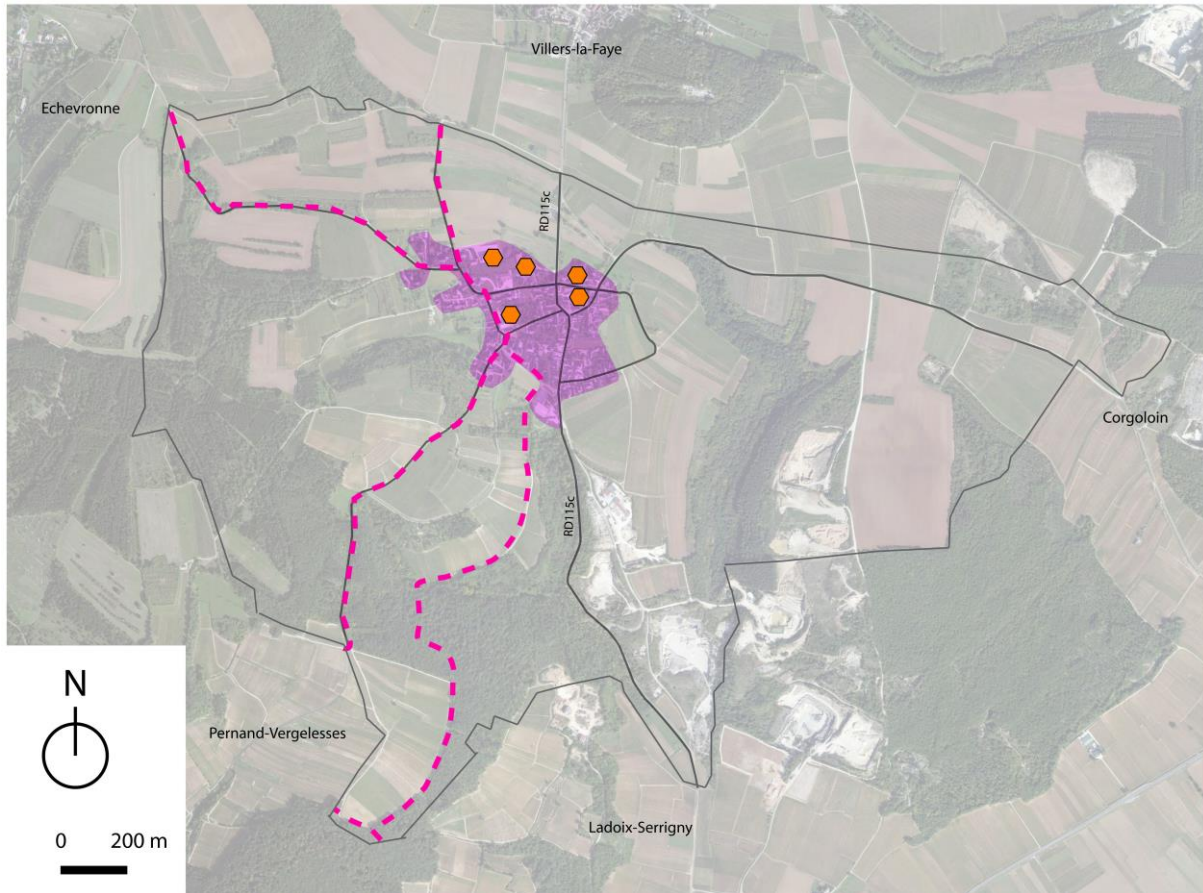 Villers-la-Faye
Echevronne
RD115c
Corgoloin
RD115c
N
Pernand-Vergelesses
Ladoix-Serrigny
0 200 m